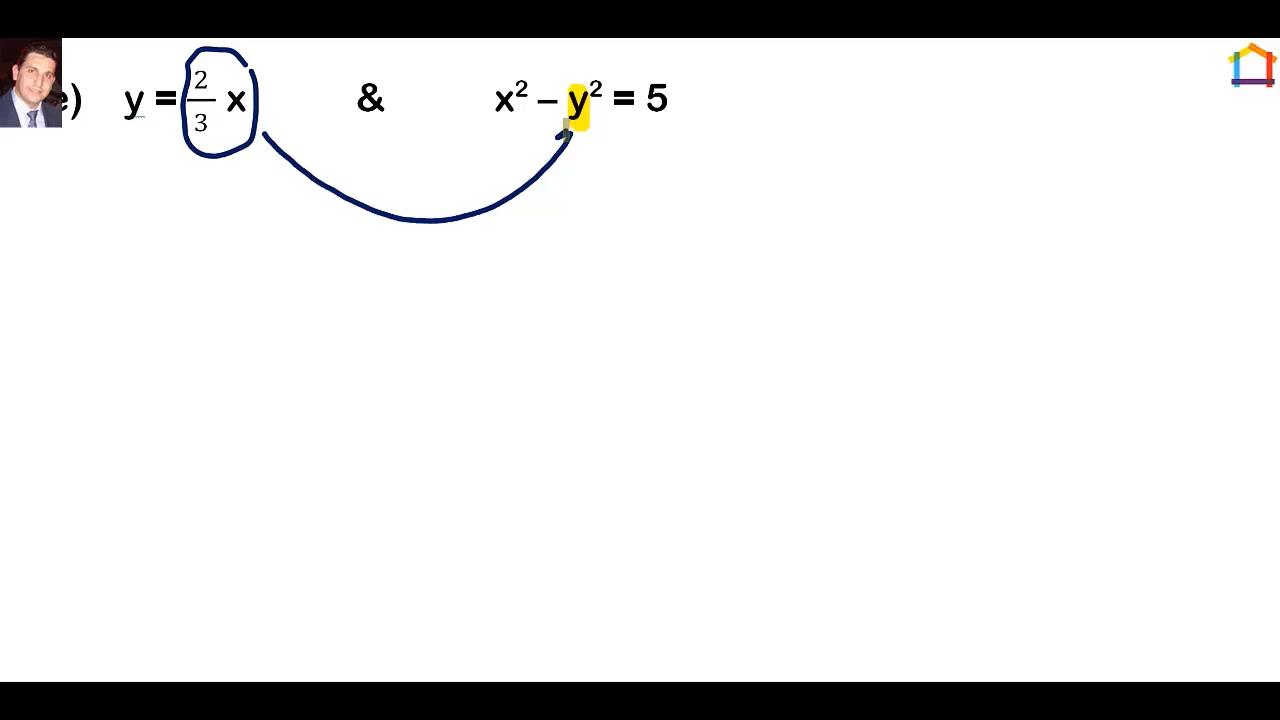 e) y = 2/3 x & x² – y² = 5